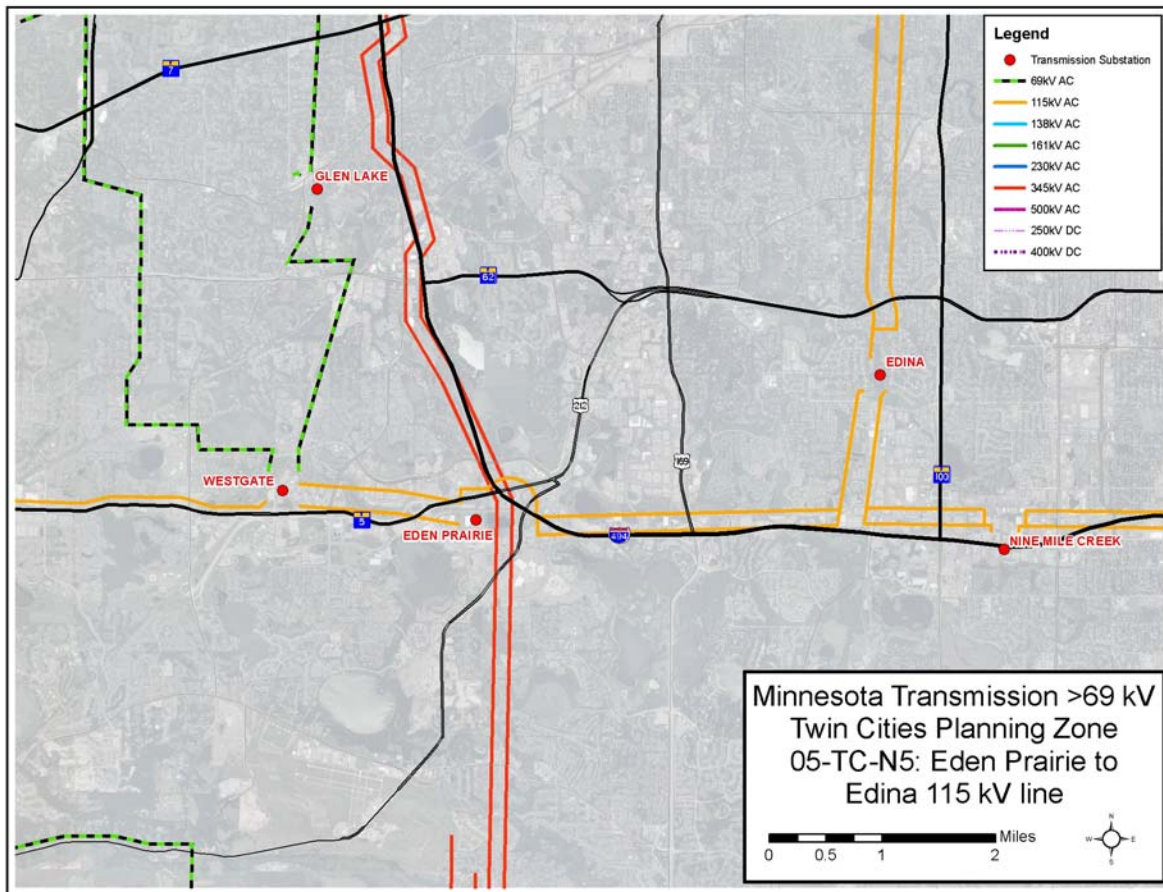 Legend
Transmission Substation
69kV AC
115kV AC
138kV AC
161kV AC
230kV AC
345kV AC
500kV AC
250kV DC
400kV DC
7
GLEN LAKE
62
EDINA
212
169
100
WESTGATE
5
EDEN PRAIRIE
494
NINE MILE CREEK
Minnesota Transmission >69 kV
Twin Cities Planning Zone
05-TC-N5: Eden Prairie to
Edina 115 kV line
Miles
0 0.5 1 2
N
W E
S